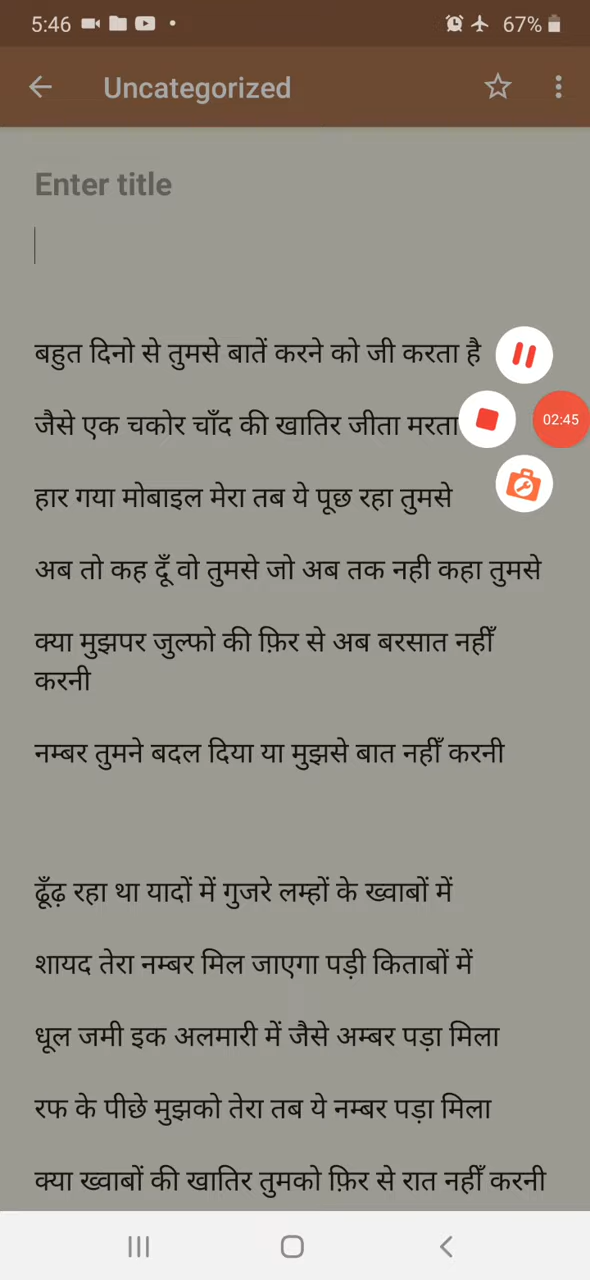 5:46 67%
Uncategorized
Enter title
बहुत दिनो से तुमसे बातें करने को जी करता है
जैसे एक चकोर चाँद की खातिर जीता मरता
02:45
हार गया मोबाइल मेरा तब ये पूछ रहा तुमसे
अब तो कह दूँ वो तुमसे जो अब तक नही कहा तुमसे
क्या मुझपर जुल्फो की फ़िर से अब बरसात नहीँ
करनी
नम्बर तुमने बदल दिया या मुझसे बात नहीँ करनी
ढूँढ़ रहा था यादों में गुजरे लम्हों के ख्वाबों में
शायद तेरा नम्बर मिल जाएगा पड़ी किताबों में
धूल जमी इक अलमारी में जैसे अम्बर पड़ा मिला
रफ के पीछे मुझको तेरा तब ये नम्बर पड़ा मिला
क्या ख्वाबों की खातिर तुमको फ़िर से रात नहीँ करनी